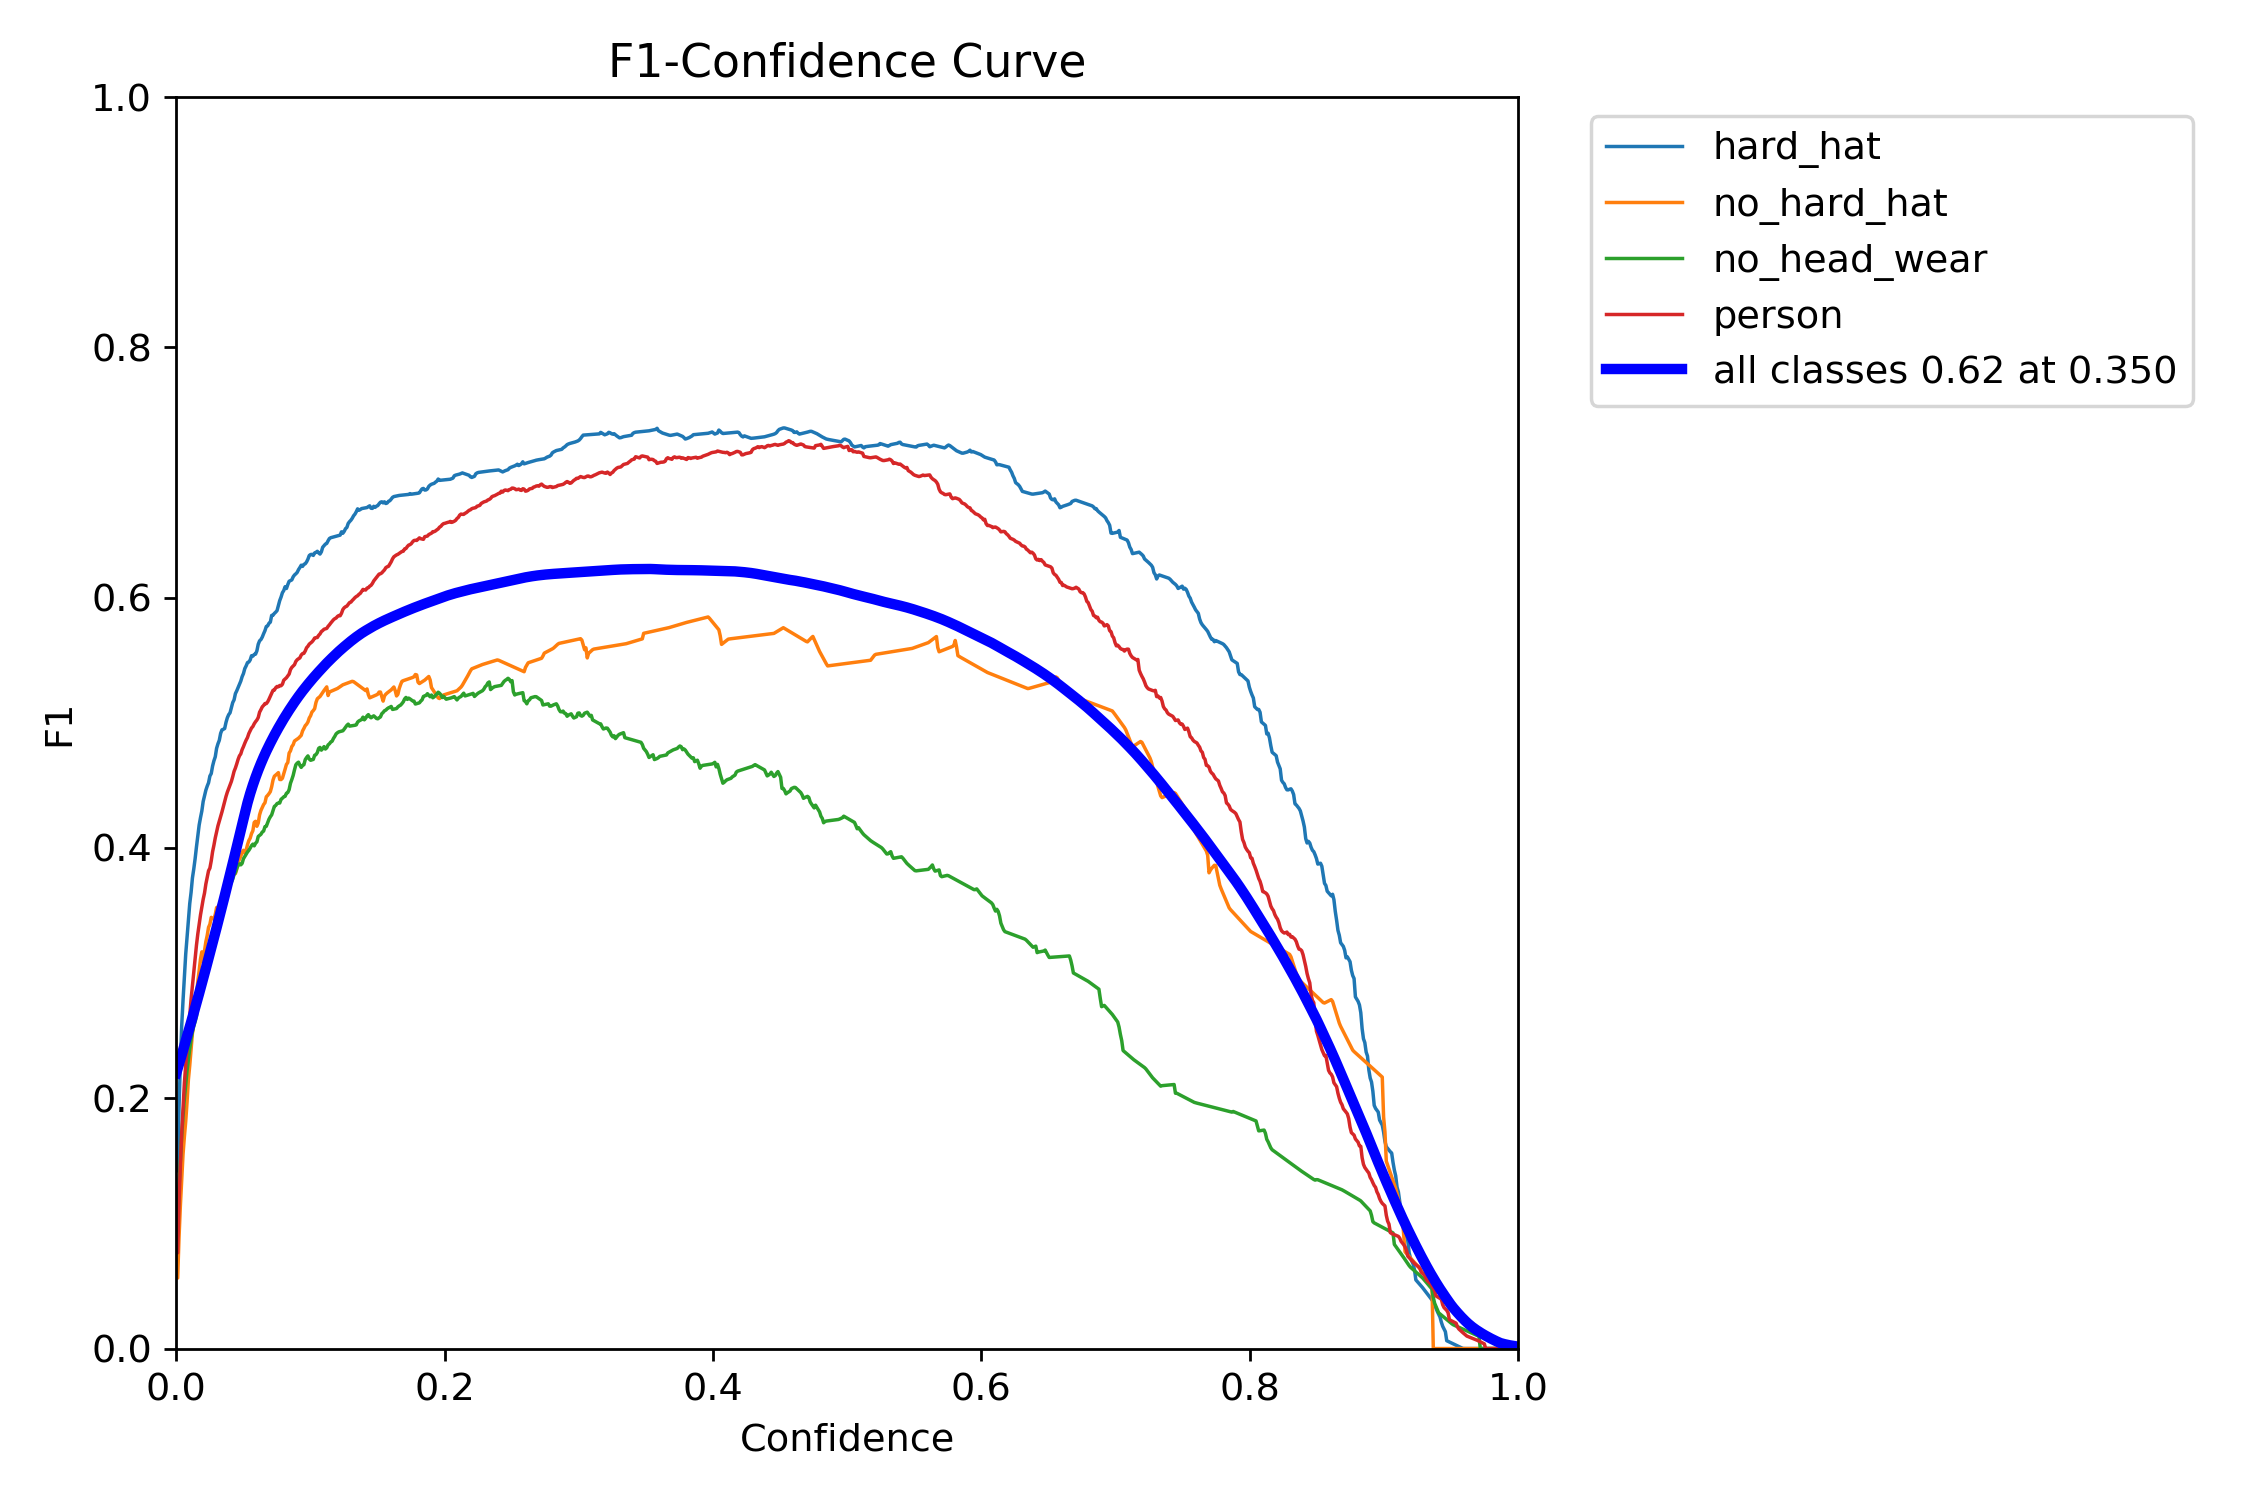 F1-Confidence Curve
1.0
0.8
0.6
0.4
0.2
0.0
F1
0.0 0.2 0.4 0.6 0.8 1.0
Confidence
hard_hat
no_hard_hat
no_head_wear
person
all classes 0.62 at 0.350